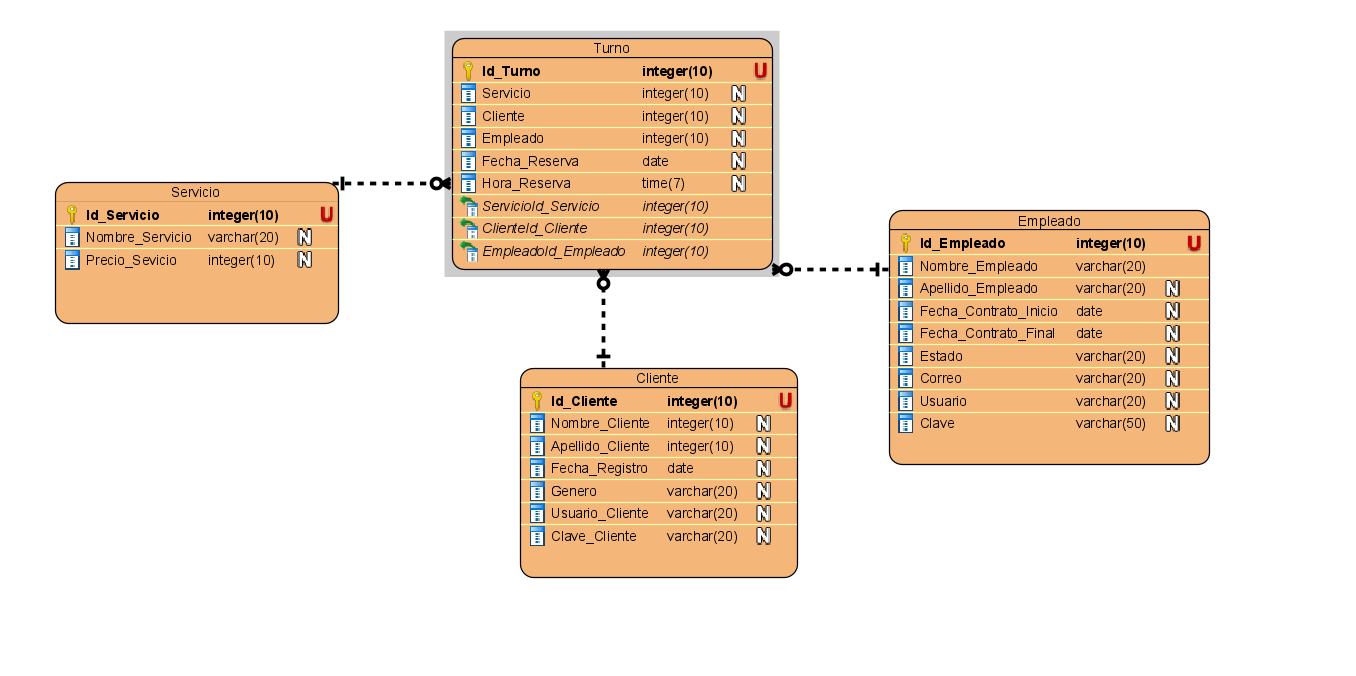 Turno
Id_Turno integer(10) U
Servicio integer(10) N
Cliente integer(10) N
Empleado integer(10) N
Fecha_Reserva date N
Hora_Reserva time(7) N
ServicioId_Servicio integer(10)
ClienteId_Cliente integer(10)
EmpleadoId_Empleado integer(10)
Servicio
Id_Servicio integer(10) U
Nombre_Servicio varchar(20) N
Precio_Sevicio integer(10) N
Empleado
Id_Empleado integer(10) U
Nombre_Empleado varchar(20)
Apellido_Empleado varchar(20) N
Fecha_Contrato_Inicio date N
Fecha_Contrato_Final date N
Estado varchar(20) N
Correo varchar(20) N
Usuario varchar(20) N
Clave varchar(50) N
Cliente
Id_Cliente integer(10) U
Nombre_Cliente integer(10) N
Apellido_Cliente integer(10) N
Fecha_Registro date N
Genero varchar(20) N
Usuario_Cliente varchar(20) N
Clave_Cliente varchar(20) N